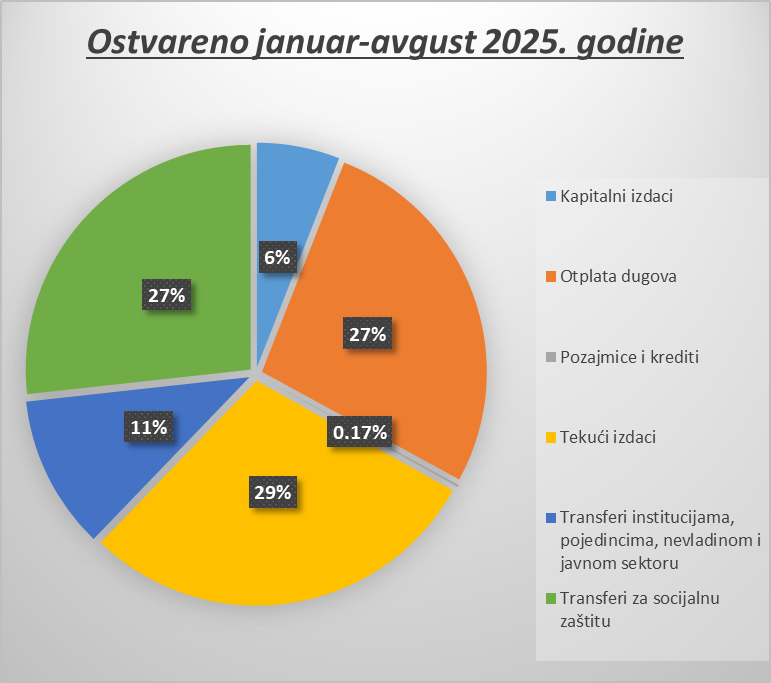 Ostvareno januar-avgust 2025. godine
6%
27%
27%
0.17%
11%
29%
Kapitalni izdaci
Otplata dugova
Pozajmice i krediti
Tekući izdaci
Transferi institucijama,
pojedincima, nevladinom i
javnom sektoru
Transferi za socijalnu
zaštitu